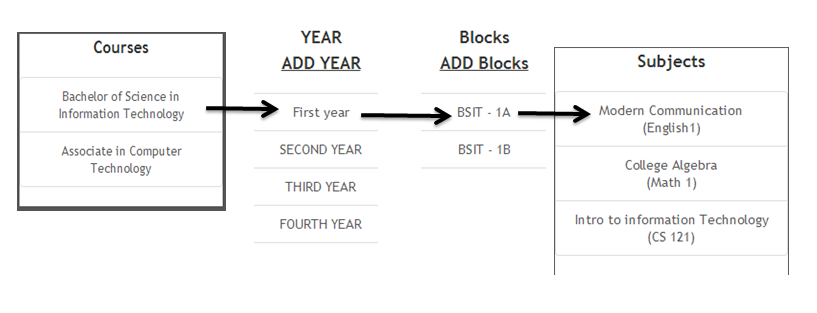 Courses
Bachelor of Science in
Information Technology
Associate in Computer
Technology
YEAR
ADD YEAR
First year
SECOND YEAR
THIRD YEAR
FOURTH YEAR
Blocks
ADD Blocks
BSIT - 1A
BSIT - 1B
Subjects
Modern Communication
(English1)
College Algebra
(Math 1)
Intro to information Technology
(CS 121)